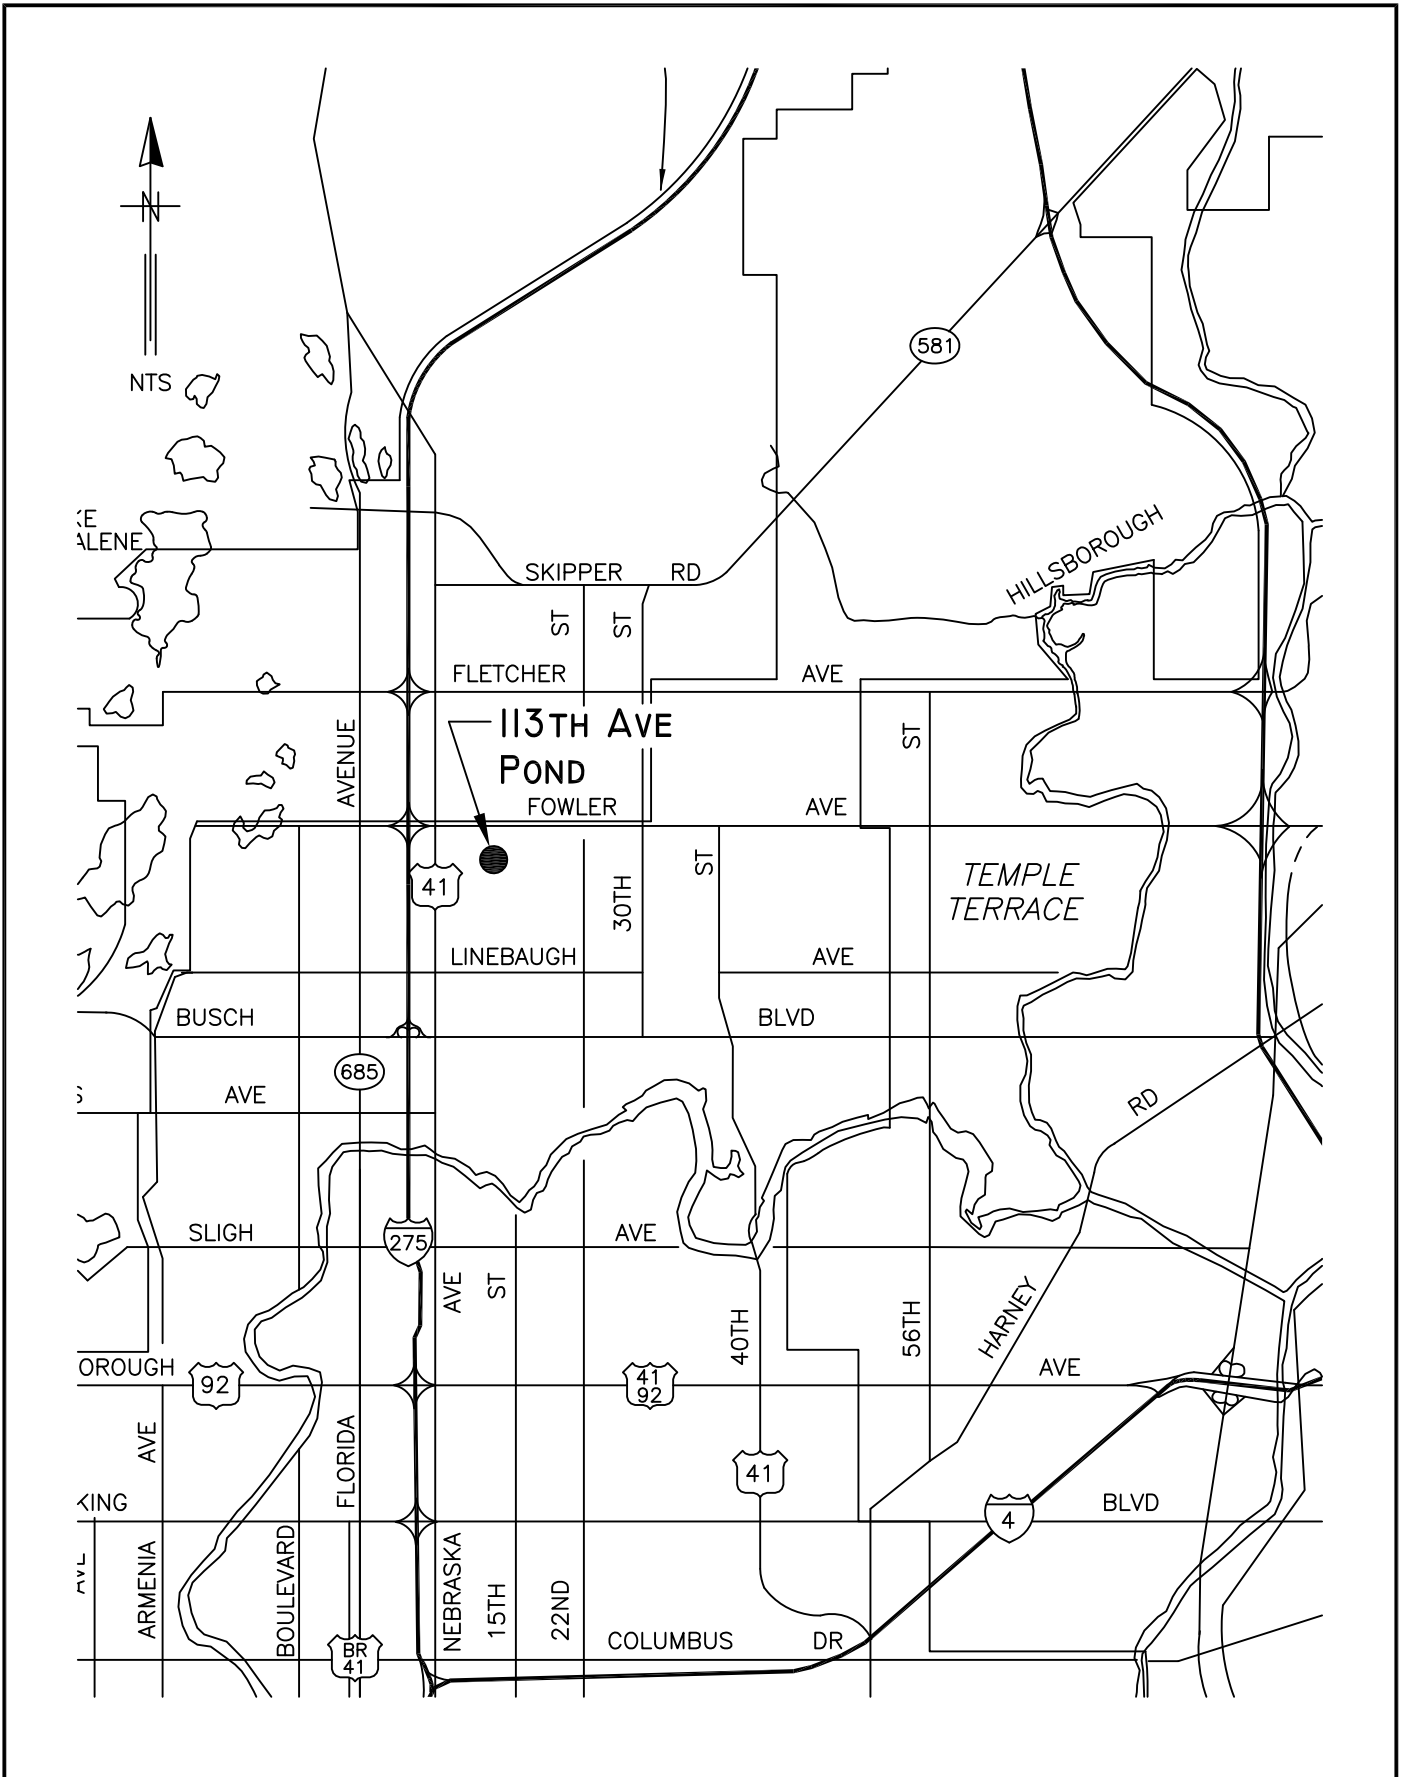 N
NTS
581
KE
ALENE
HILLSBOROUGH
SKIPPER RD
ST
ST
FLETCHER AVE
113TH AVE
POND
AVENUE
ST
FOWLER AVE
41
30TH
ST
TEMPLE
TERRACE
LINEBAUGH AVE
BUSCH BLVD
685
S AVE
RD
SLIGH AVE
275
AVE
ST
40TH
56TH
HARNEY
OROUGH AVE
92
41
92
AVE
FLORIDA
41
KING BLVD
4
AVE
ARMENIA
BOULEVARD
NEBRASKA
15TH
22ND
COLUMBUS DR
BR
41